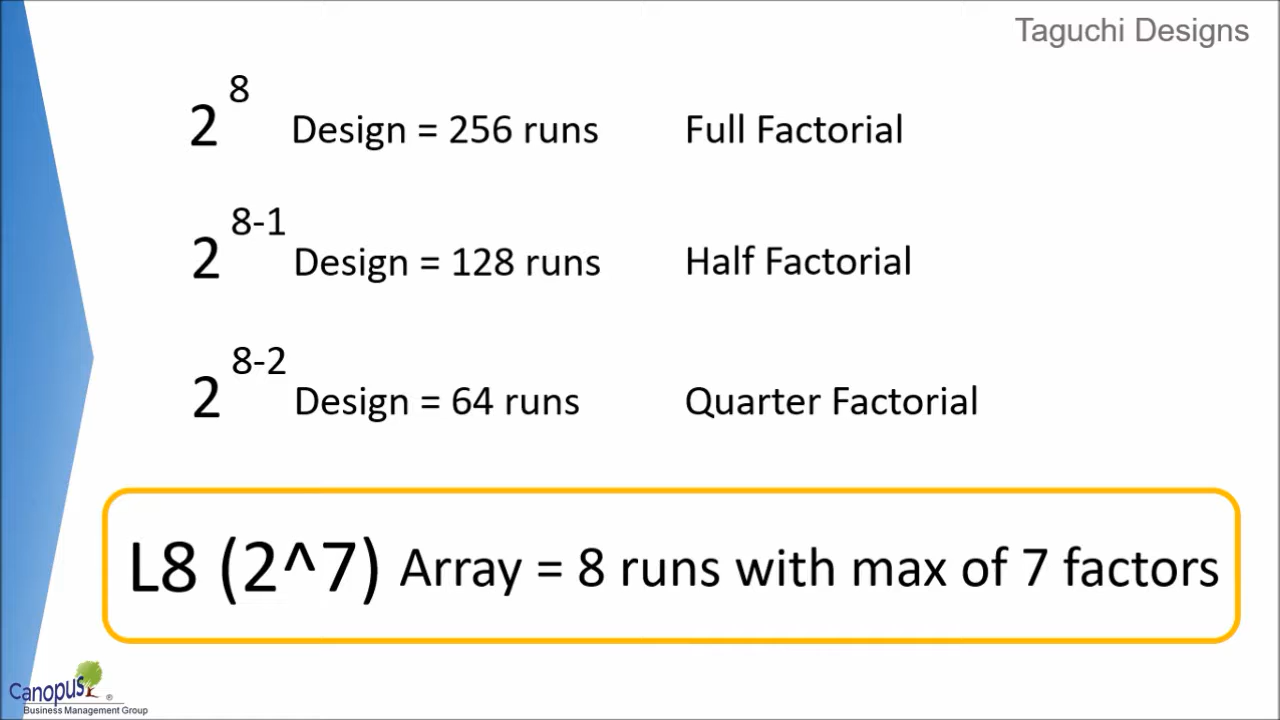 Taguchi Designs
2^8 Design = 256 runs Full Factorial
2^8-1 Design = 128 runs Half Factorial
2^8-2 Design = 64 runs Quarter Factorial
L8 (2^7) Array = 8 runs with max of 7 factors
Canopus ®
Business Management Group